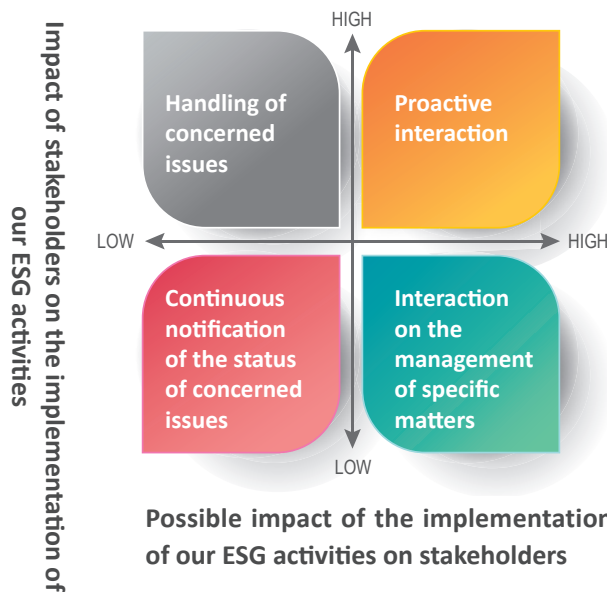 HIGH
Handling of
concerned
issues
Proactive
interaction
LOW
HIGH
Continuous
notification
of the status
of concerned
issues
Interaction
on the
management
of specific
matters
LOW
Impact of stakeholders on the implementation of
our ESG activities
Possible impact of the implementation
of our ESG activities on stakeholders